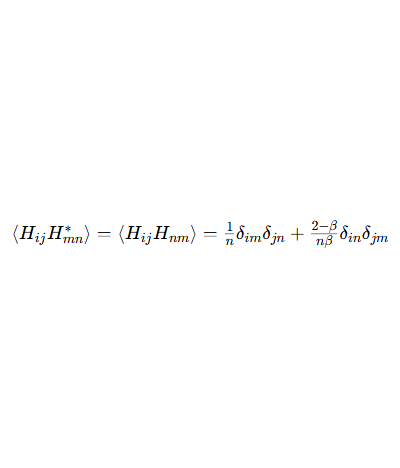 ⟨H_{ij}H^*_{mn}⟩ = ⟨H_{ij}H_{nm}⟩ = \frac{1}{n}δ_{im}δ_{jn} + \frac{2−β}{nβ}δ_{in}δ_{jm}